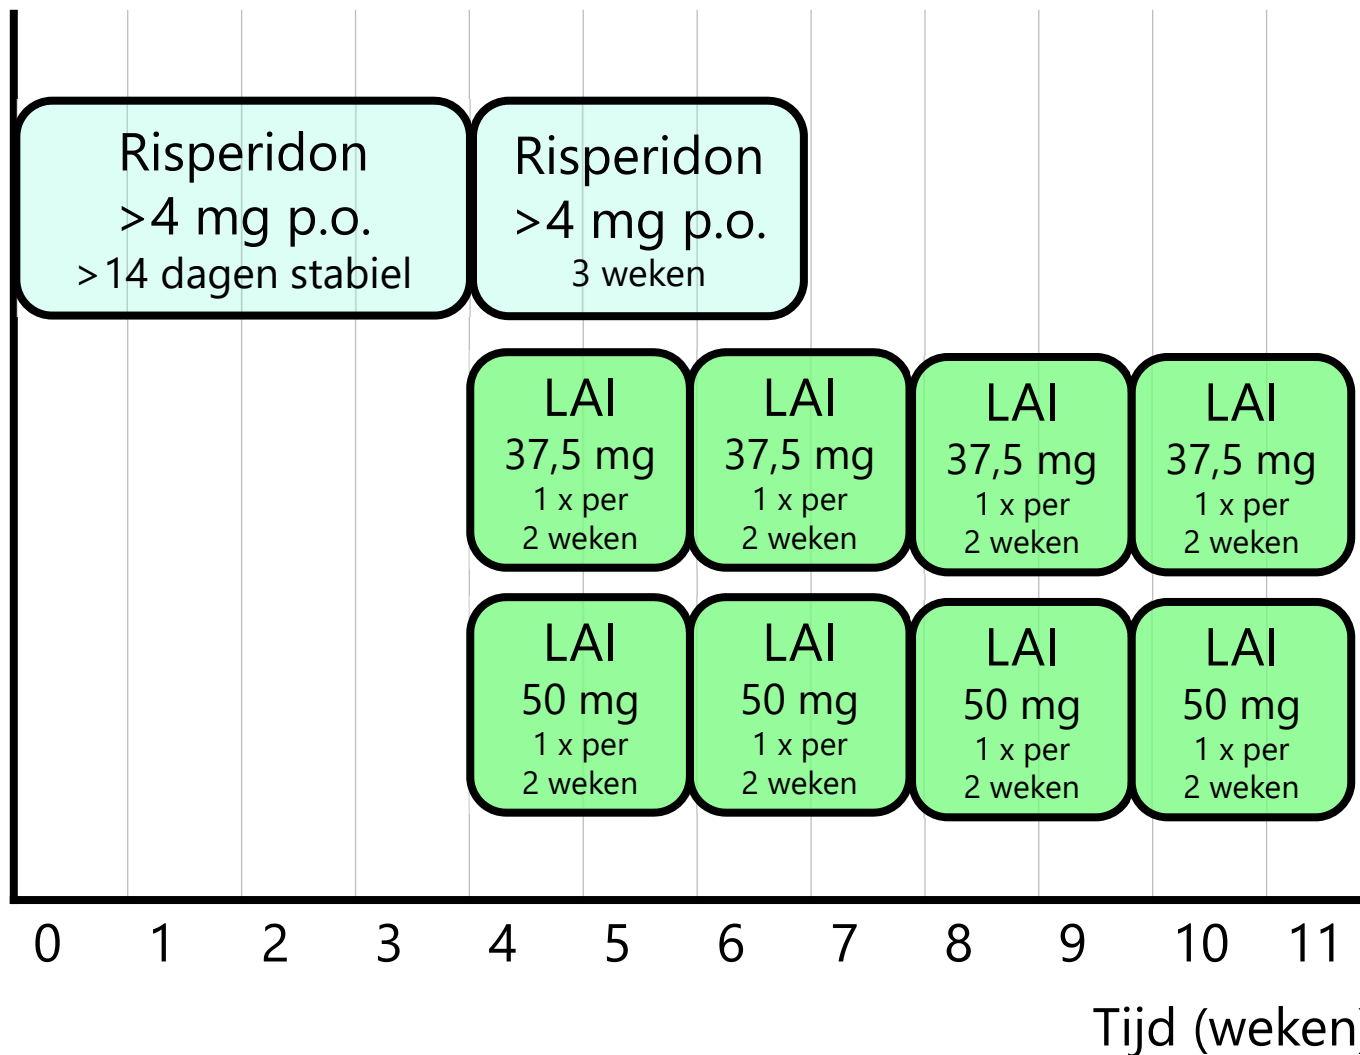 Risperidon
>4 mg p.o.
>14 dagen stabiel
Risperidon
>4 mg p.o.
3 weken
LAI
37,5 mg
1 x per
2 weken
LAI
37,5 mg
1 x per
2 weken
LAI
37,5 mg
1 x per
2 weken
LAI
37,5 mg
1 x per
2 weken
LAI
50 mg
1 x per
2 weken
LAI
50 mg
1 x per
2 weken
LAI
50 mg
1 x per
2 weken
LAI
50 mg
1 x per
2 weken
0 1 2 3 4 5 6 7 8 9 10 11
Tijd (weken)